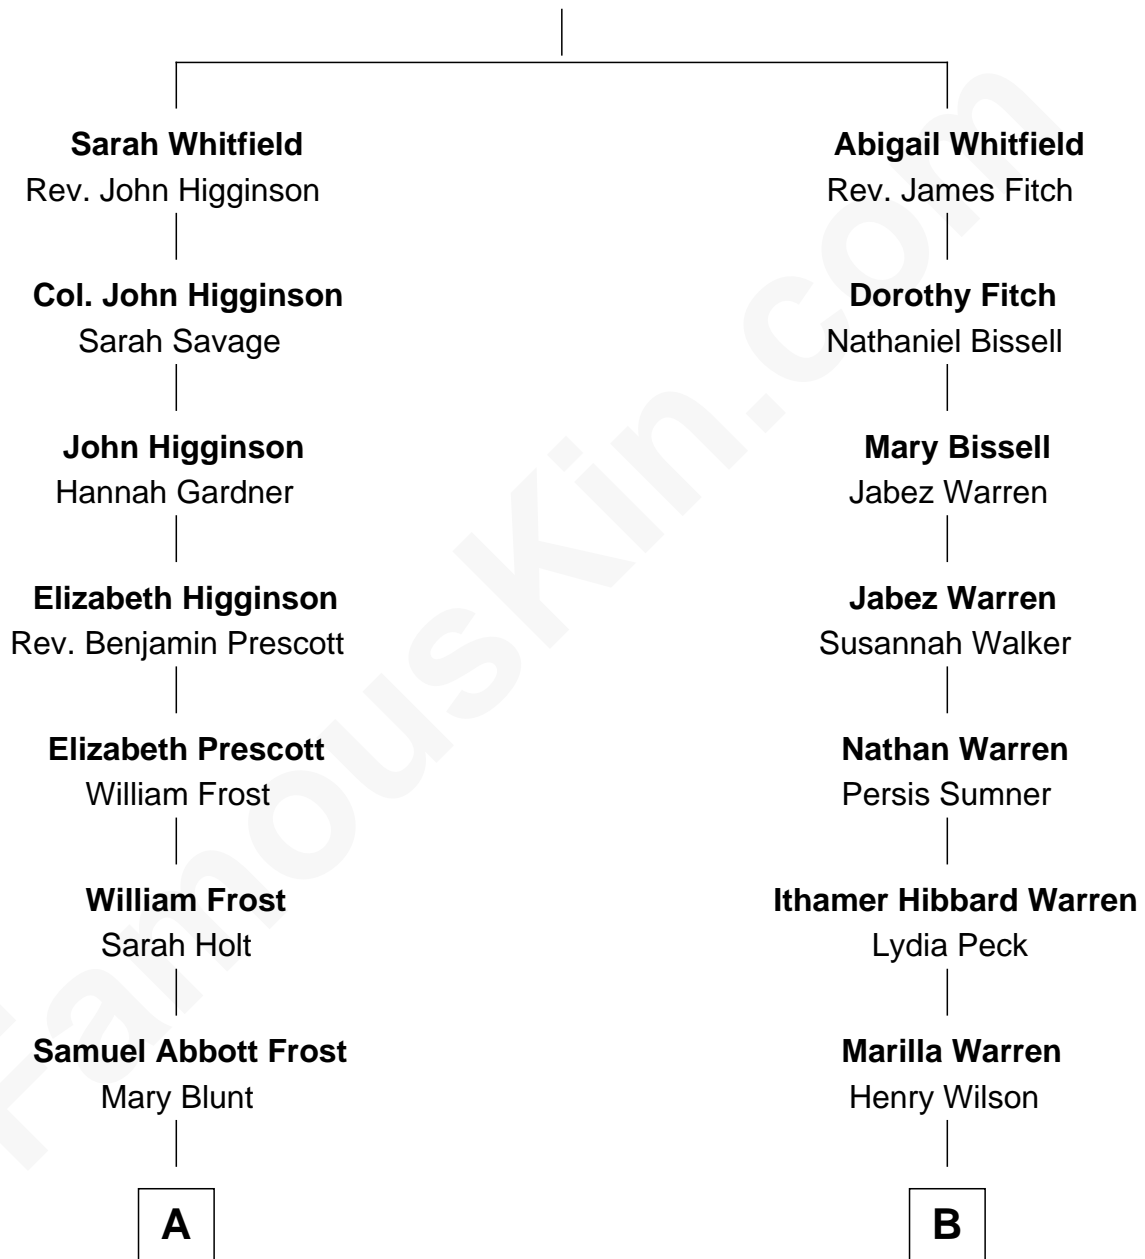 Sarah Whitfield
Rev. John Higginson
Abigail Whitfield
Rev. James Fitch
Col. John Higginson
Sarah Savage
Dorothy Fitch
Nathaniel Bissell
John Higginson
Hannah Gardner
Mary Bissell
Jabez Warren
Elizabeth Higginson
Rev. Benjamin Prescott
Jabez Warren
Susannah Walker
Elizabeth Prescott
William Frost
Nathan Warren
Persis Sumner
William Frost
Sarah Holt
Ithamer Hibbard Warren
Lydia Peck
Samuel Abbott Frost
Mary Blunt
Marilla Warren
Henry Wilson
A
B
FamousKin.com